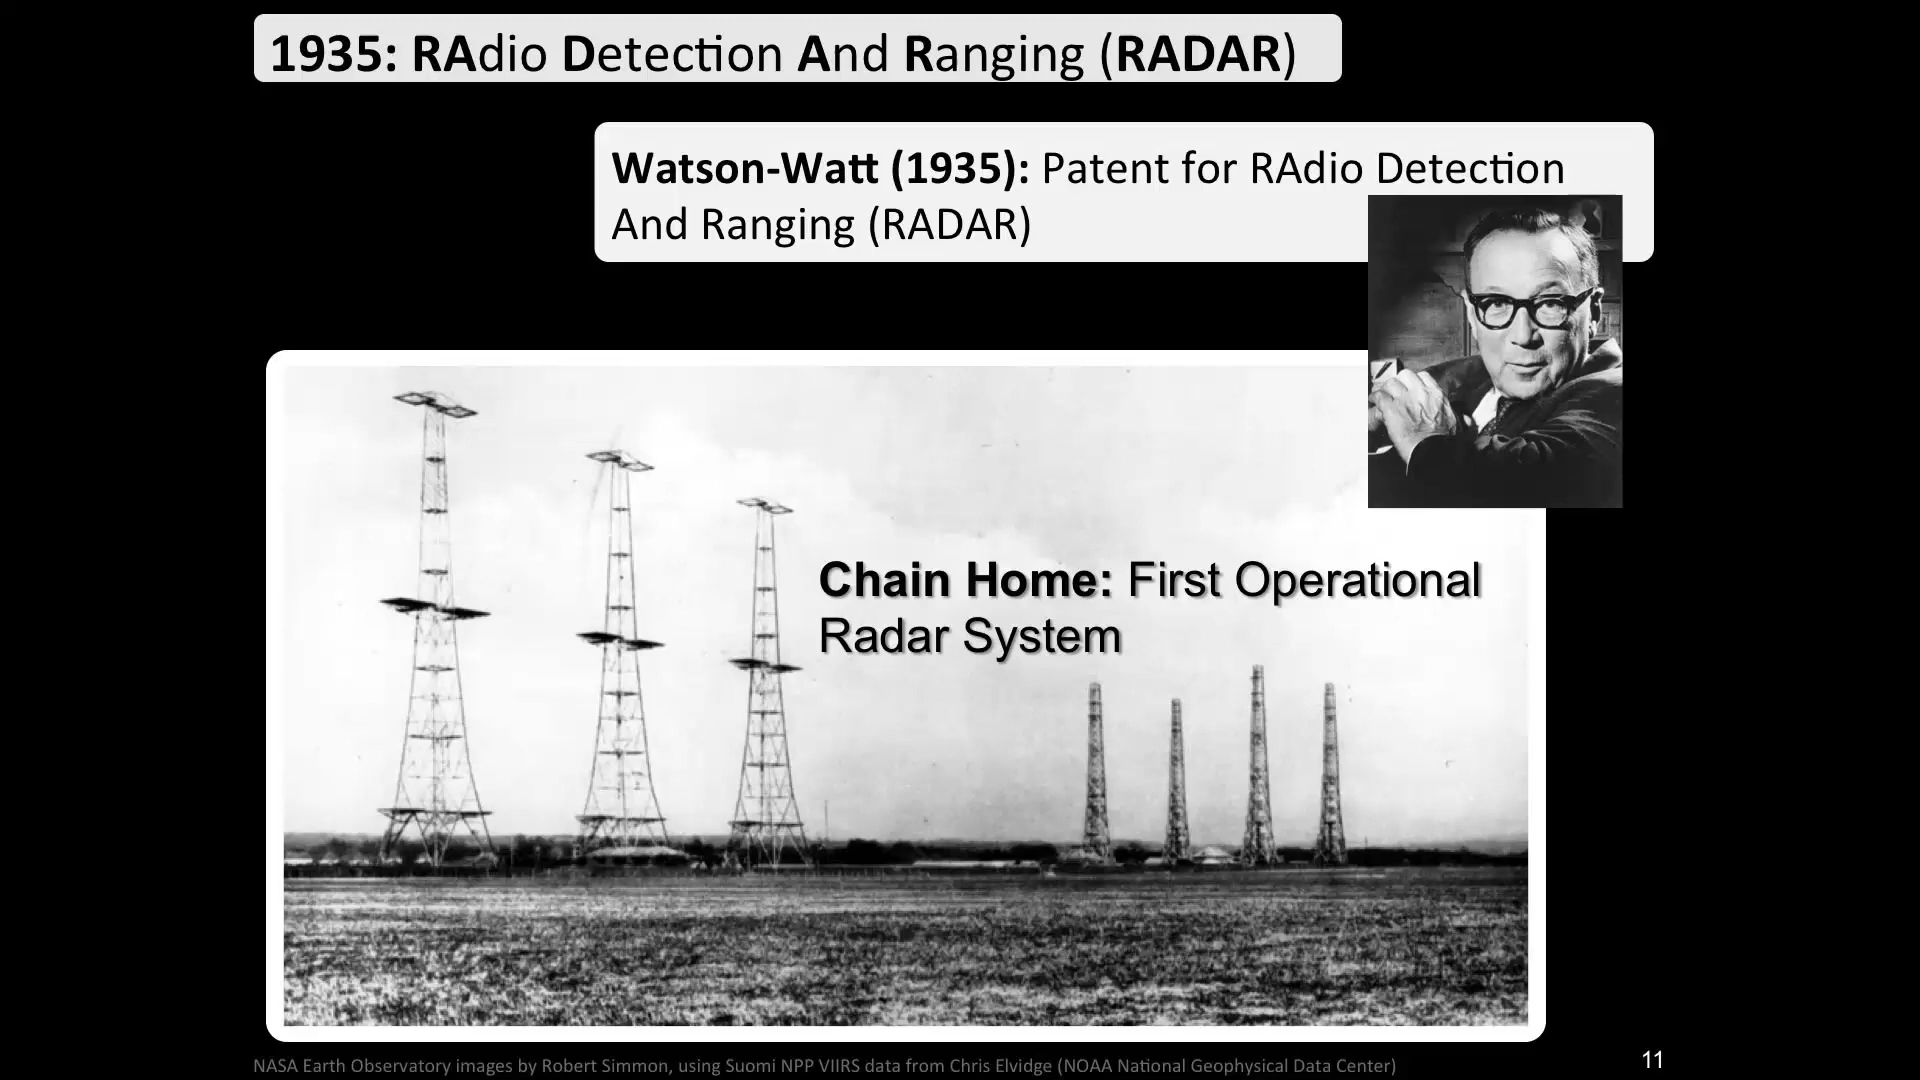 1935: RAdio Detection And Ranging (RADAR)
Watson-Watt (1935): Patent for RAdio Detection
And Ranging (RADAR)
Chain Home: First Operational
Radar System
NASA Earth Observatory images by Robert Simmon, using Suomi NPP VIIRS data from Chris Elvidge (NOAA National Geophysical Data Center)
11